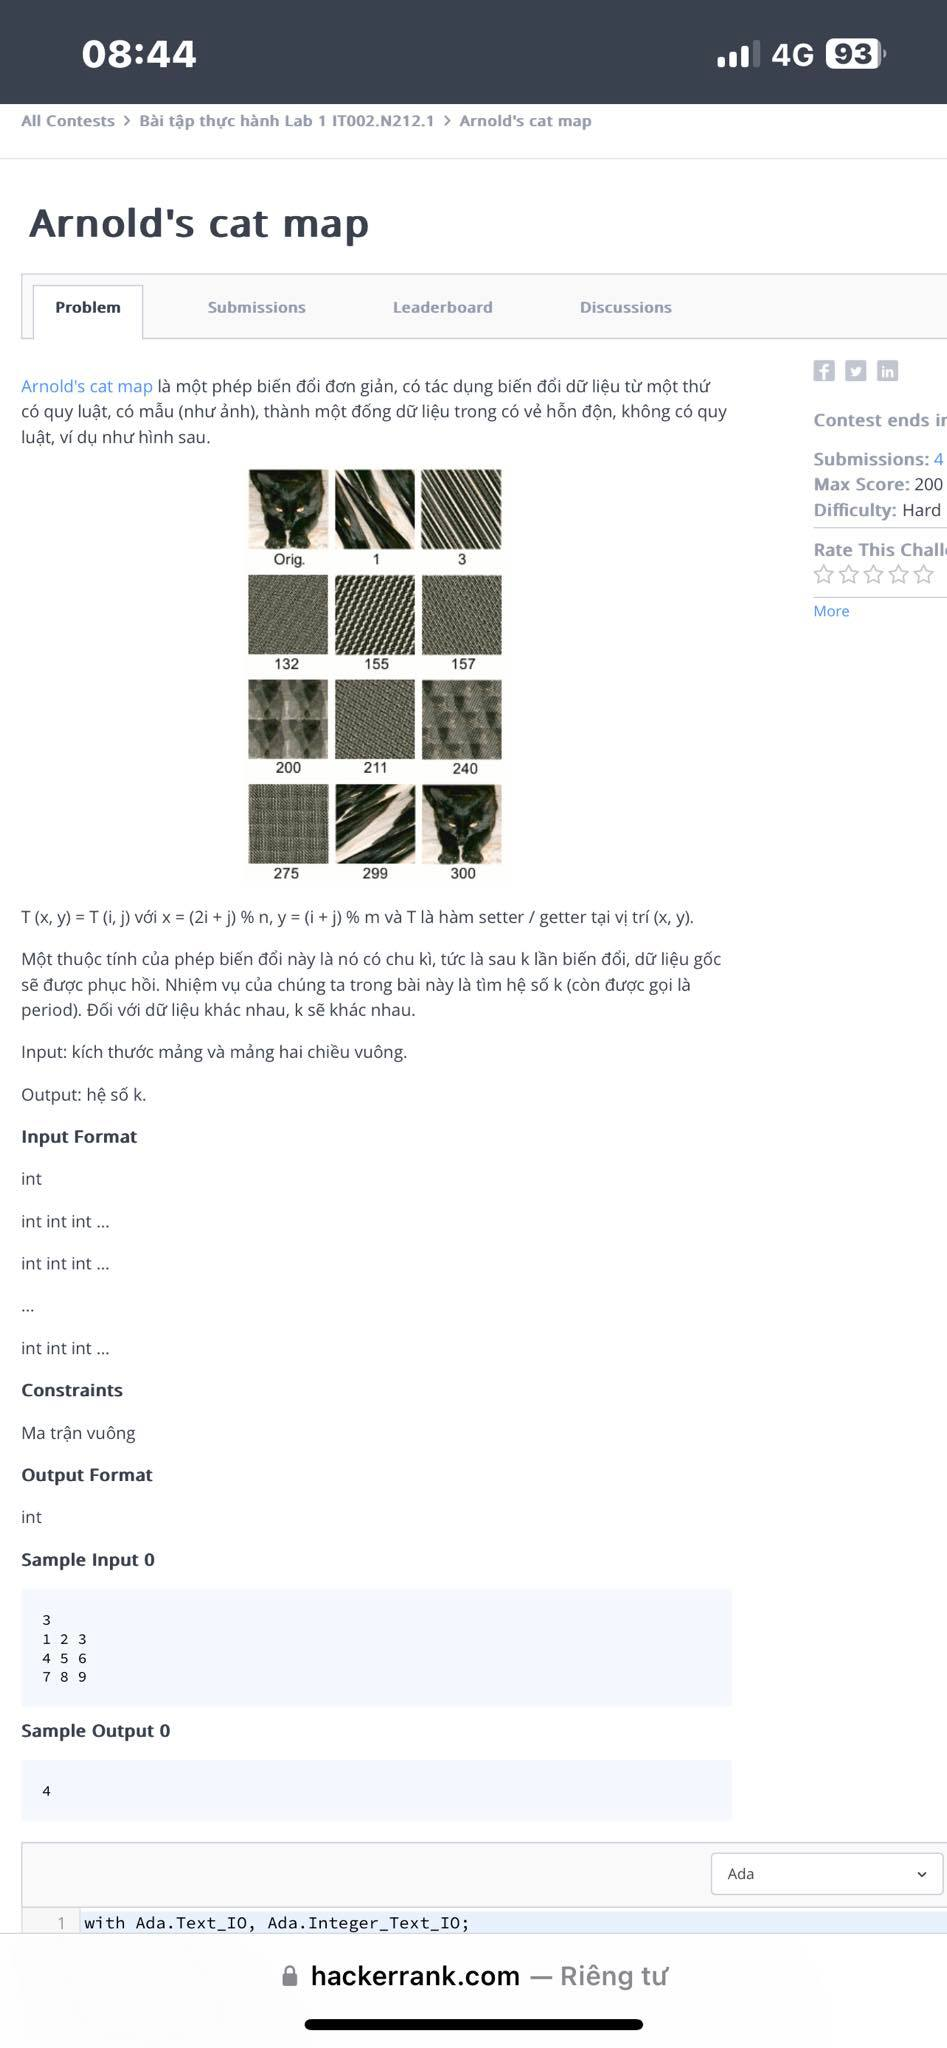 08:44
4G 93
All Contests > Bài tập thực hành Lab 1 IT002.N212.1 > Arnold's cat map
Arnold's cat map
Problem
Submissions
Leaderboard
Discussions
Arnold's cat map là một phép biến đổi đơn giản, có tác dụng biến đổi dữ liệu từ một thứ
có quy luật, có mẫu (như ảnh), thành một đống dữ liệu trong có vẻ hỗn độn, không có quy
luật, ví dụ như hình sau.
Orig. 1 3
132 155 157
200 211 240
275 299 300
T (x, y) = T (i, j) với x = (2i + j) % n, y = (i + j) % m và T là hàm setter / getter tại vị trí (x, y).
Một thuộc tính của phép biến đổi này là nó có chu kì, tức là sau k lần biến đổi, dữ liệu gốc
sẽ được phục hồi. Nhiệm vụ của chúng ta trong bài này là tìm hệ số k (còn được gọi là
period). Đối với dữ liệu khác nhau, k sẽ khác nhau.
Input: kích thước mảng và mảng hai chiều vuông.
Output: hệ số k.
Input Format
int
int int int ...
int int int ...
...
int int int ...
Constraints
Ma trận vuông
Output Format
int
Sample Input 0
3
1 2 3
4 5 6
7 8 9
Sample Output 0
4
Contest ends
Submissions: 4
Max Score: 200
Difficulty: Hard
Rate This
More
Ada
1 with Ada.Text_IO, Ada.Integer_Text_IO;
hackerrank.com — Riêng tư